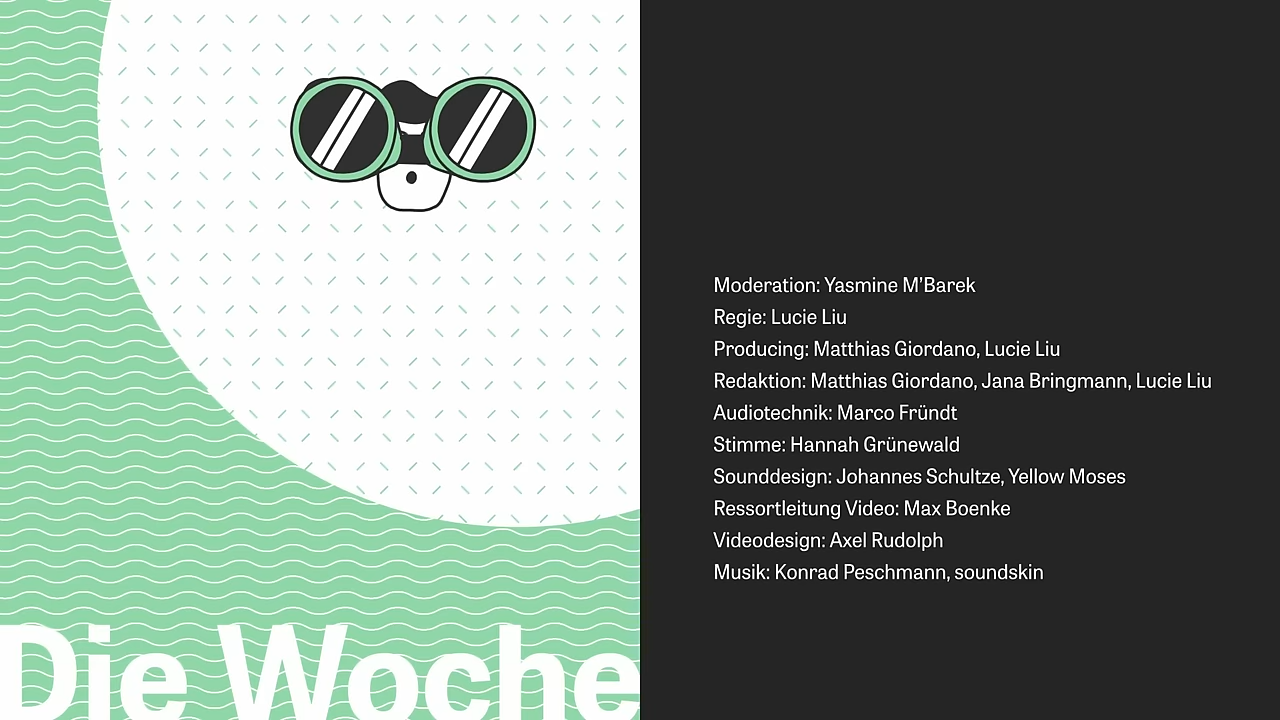 Die Woche
Moderation: Yasmine M'Barek
Regie: Lucie Liu
Producing: Matthias Giordano, Lucie Liu
Redaktion: Matthias Giordano, Jana Bringmann, Lucie Liu
Audiotechnik: Marco Fründt
Stimme: Hannah Grünewald
Sounddesign: Johannes Schultze, Yellow Moses
Ressortleitung Video: Max Boenke
Videodesign: Axel Rudolph
Musik: Konrad Peschmann, soundskin